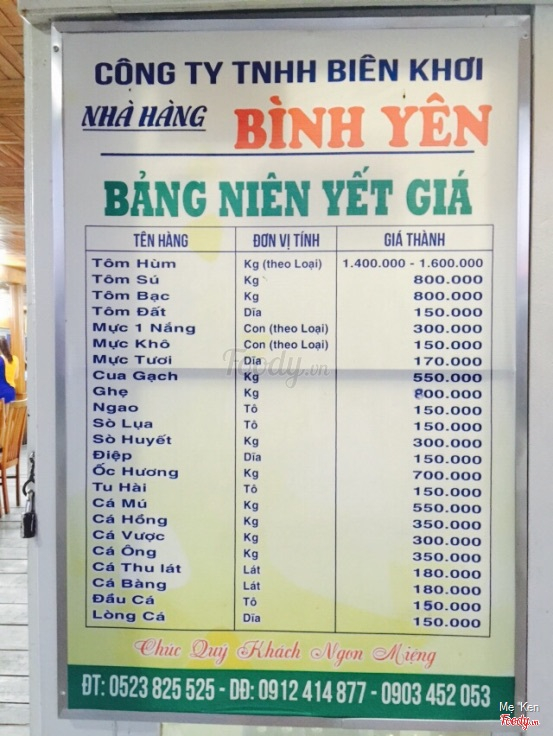 CÔNG TY TNHH BIÊN KHƠI
NHÀ HÀNG BÌNH YÊN
BẢNG NIÊN YẾT GIÁ
TÊN HÀNG ĐƠN VỊ TÍNH GIÁ THÀNH
Tôm Hùm Kg (theo Loại) 1.400.000 - 1.600.000
Tôm Sú Kg 800.000
Tôm Bạc Kg 800.000
Tôm Đất Dĩa 150.000
Mực 1 Nắng Con (theo Loại) 300.000
Mực Khô Con (theo Loại) 150.000
Mực Tươi Dĩa 170.000
Cua Gạch Kg 550.000
Ghẹ Kg 800.000
Ngao Tô 150.000
Sò Lụa Tô 150.000
Sò Huyết Kg 300.000
Điệp Dĩa 150.000
Ốc Hương Kg 700.000
Tu Hài Tô 150.000
Cá Mú Kg 550.000
Cá Hồng Kg 350.000
Cá Vược Kg 300.000
Cá Ông Kg 350.000
Cá Thu lát Lát 180.000
Cá Bàng Lát 180.000
Đầu Cá Tô 150.000
Lòng Cá Dĩa 150.000
Chúc Quý Khách Ngon Miệng
ĐT: 0523 825 525 - DĐ: 0912 414 877 - 0903 452 053
Foody.vn
Mẹ Ken
Foody.vn